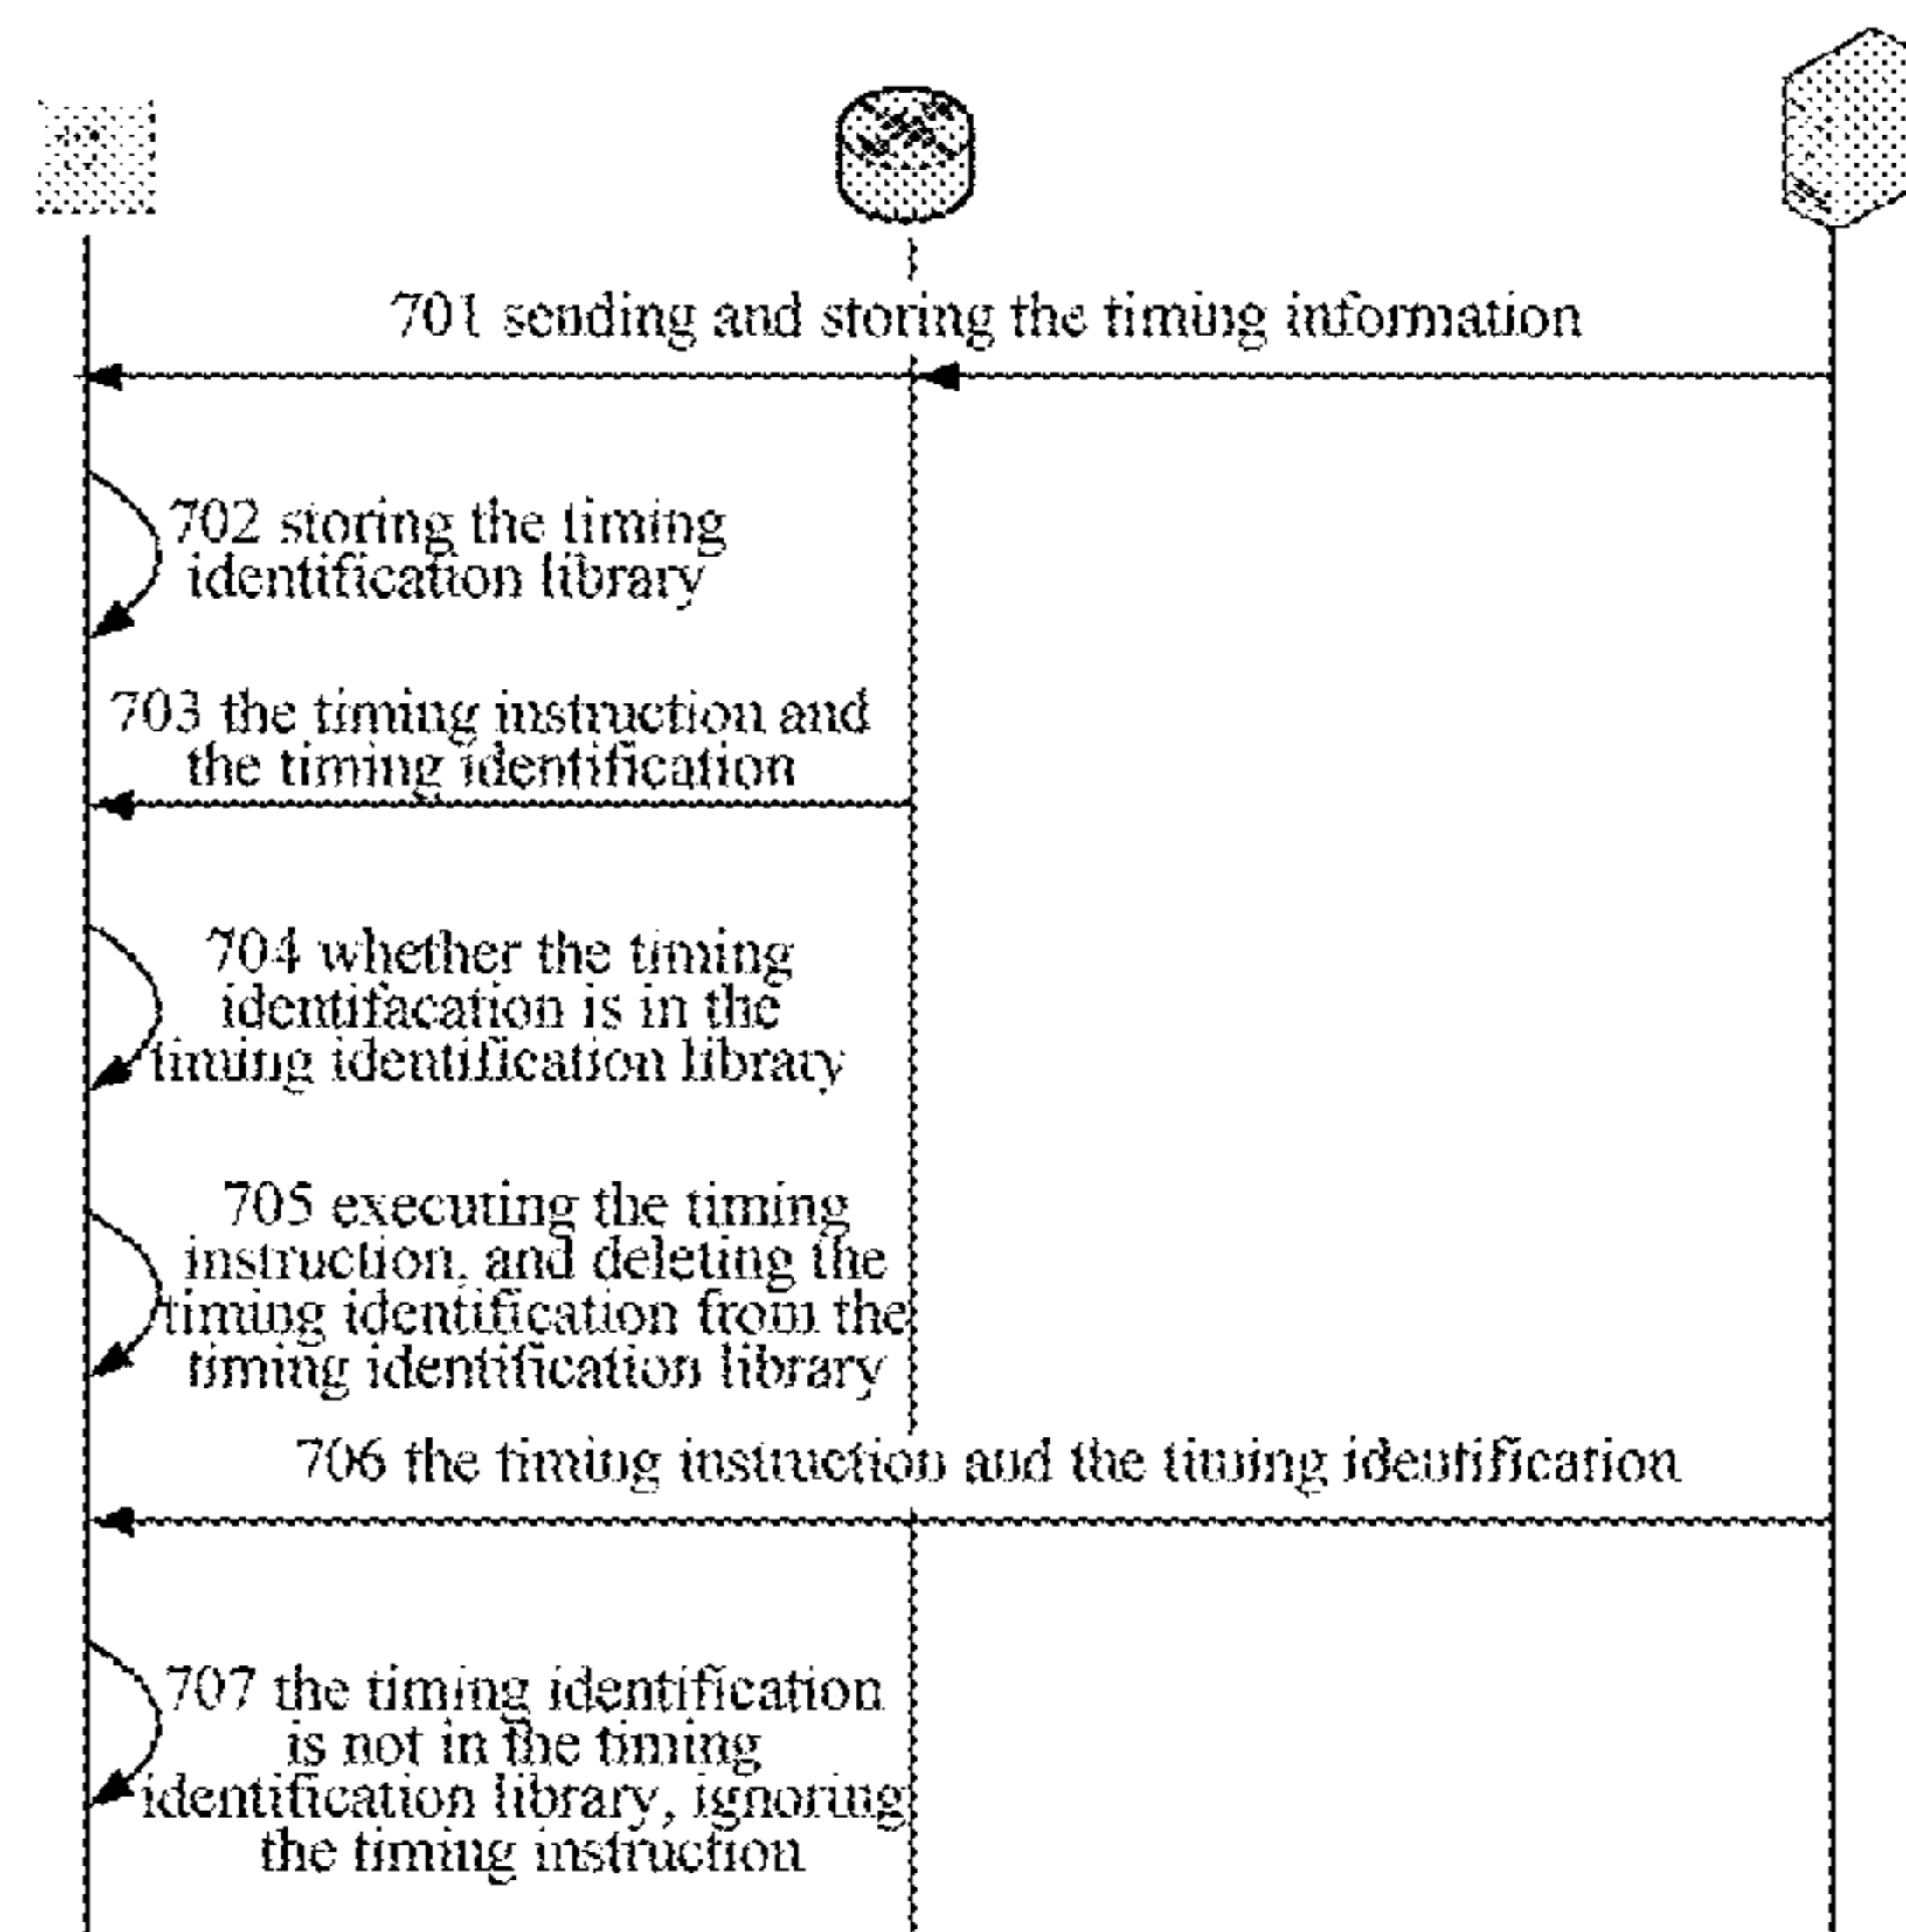 701 sending and storing the timing information
702 storing the timing
identification library
703 the timing instruction and
the timing identification
704 whether the timing
identifacation is in the
timing identification library
705 executing the timing
instruction, and deleting the
timing identification from the
timing identification library
706 the timing instruction and the timing identification
707 the timing identification
is not in the timing
identification library, ignoring
the timing instruction